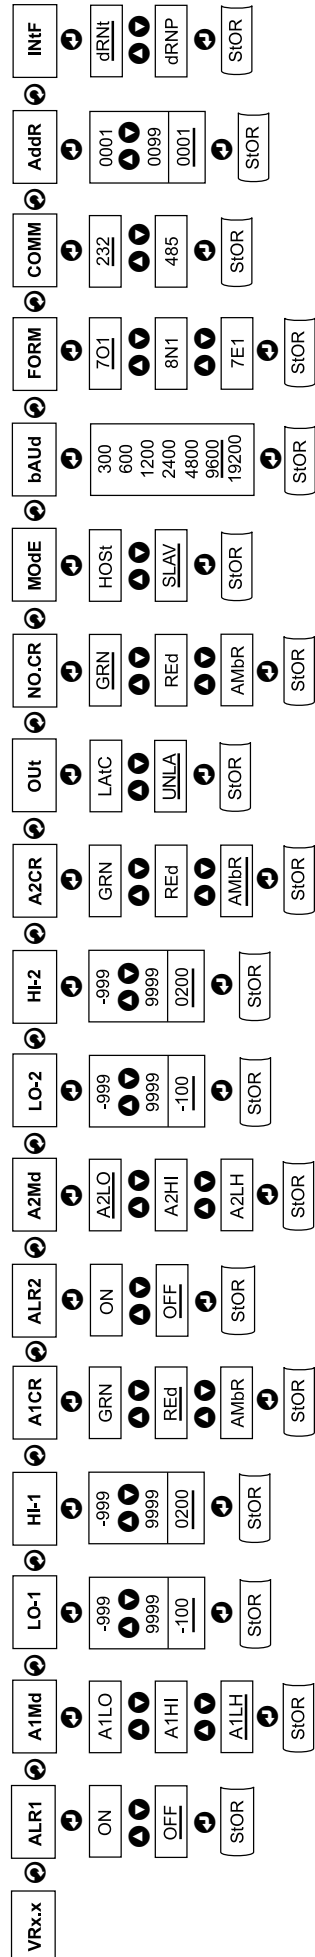 VRx.x
ALR1
ON
OFF
StOR
A1Md
A1LO
A1HI
A1LH
StOR
LO-1
-999
9999
-100
StOR
HI-1
-999
9999
0200
StOR
A1CR
GRN
REd
AMbR
StOR
ALR2
ON
OFF
StOR
A2Md
A2LO
A2HI
A2LH
StOR
LO-2
-999
9999
-100
StOR
HI-2
-999
9999
0200
StOR
A2CR
GRN
REd
AMbR
StOR
OUt
LAtC
UNLA
StOR
NO.CR
GRN
REd
AMbR
StOR
MOdE
HOSt
SLAV
StOR
bAUd
300
600
1200
2400
4800
9600
19200
StOR
FORM
7O1
8N1
7E1
StOR
COMM
232
485
StOR
AddR
0001
0099
0001
StOR
INtF
dRNt
dRNP
StOR